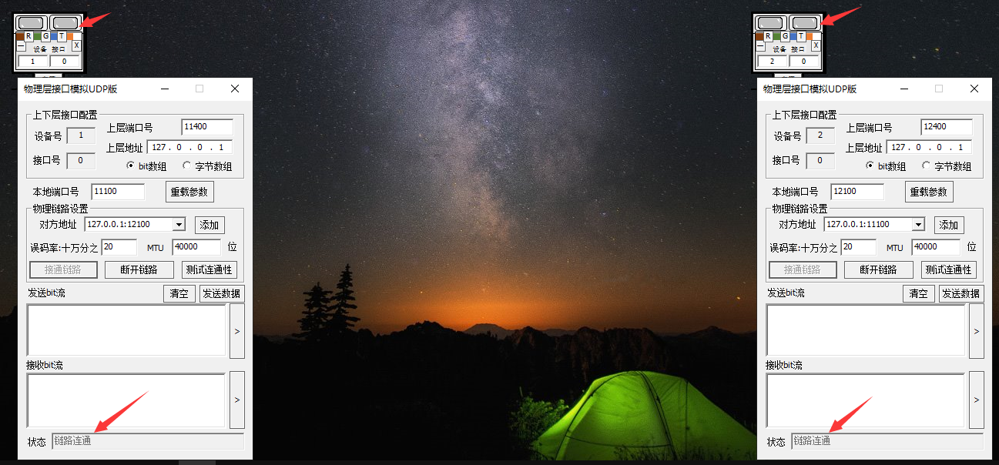 R G T
X
设备 接口
1 0
物理层接口模拟UDP版
上下层接口配置
设备号 1 上层端口号 11400
上层地址 127 . 0 . 0 . 1
接口号 0
bit数组 字节数组
本地端口号 11100 重载参数
物理链路设置
对方地址 127.0.0.1:12100 添加
误码率:十万分之 20 MTU 40000 位
接通链路 断开链路 测试连通性
发送bit流 清空 发送数据
>
接收bit流
>
状态 链路连通
R G T
X
设备 接口
2 0
物理层接口模拟UDP版
上下层接口配置
设备号 2 上层端口号 12400
上层地址 127 . 0 . 0 . 1
接口号 0
bit数组 字节数组
本地端口号 12100 重载参数
物理链路设置
对方地址 127.0.0.1:11100 添加
误码率:十万分之 20 MTU 40000 位
接通链路 断开链路 测试连通性
发送bit流 清空 发送数据
>
接收bit流
>
状态 链路连通